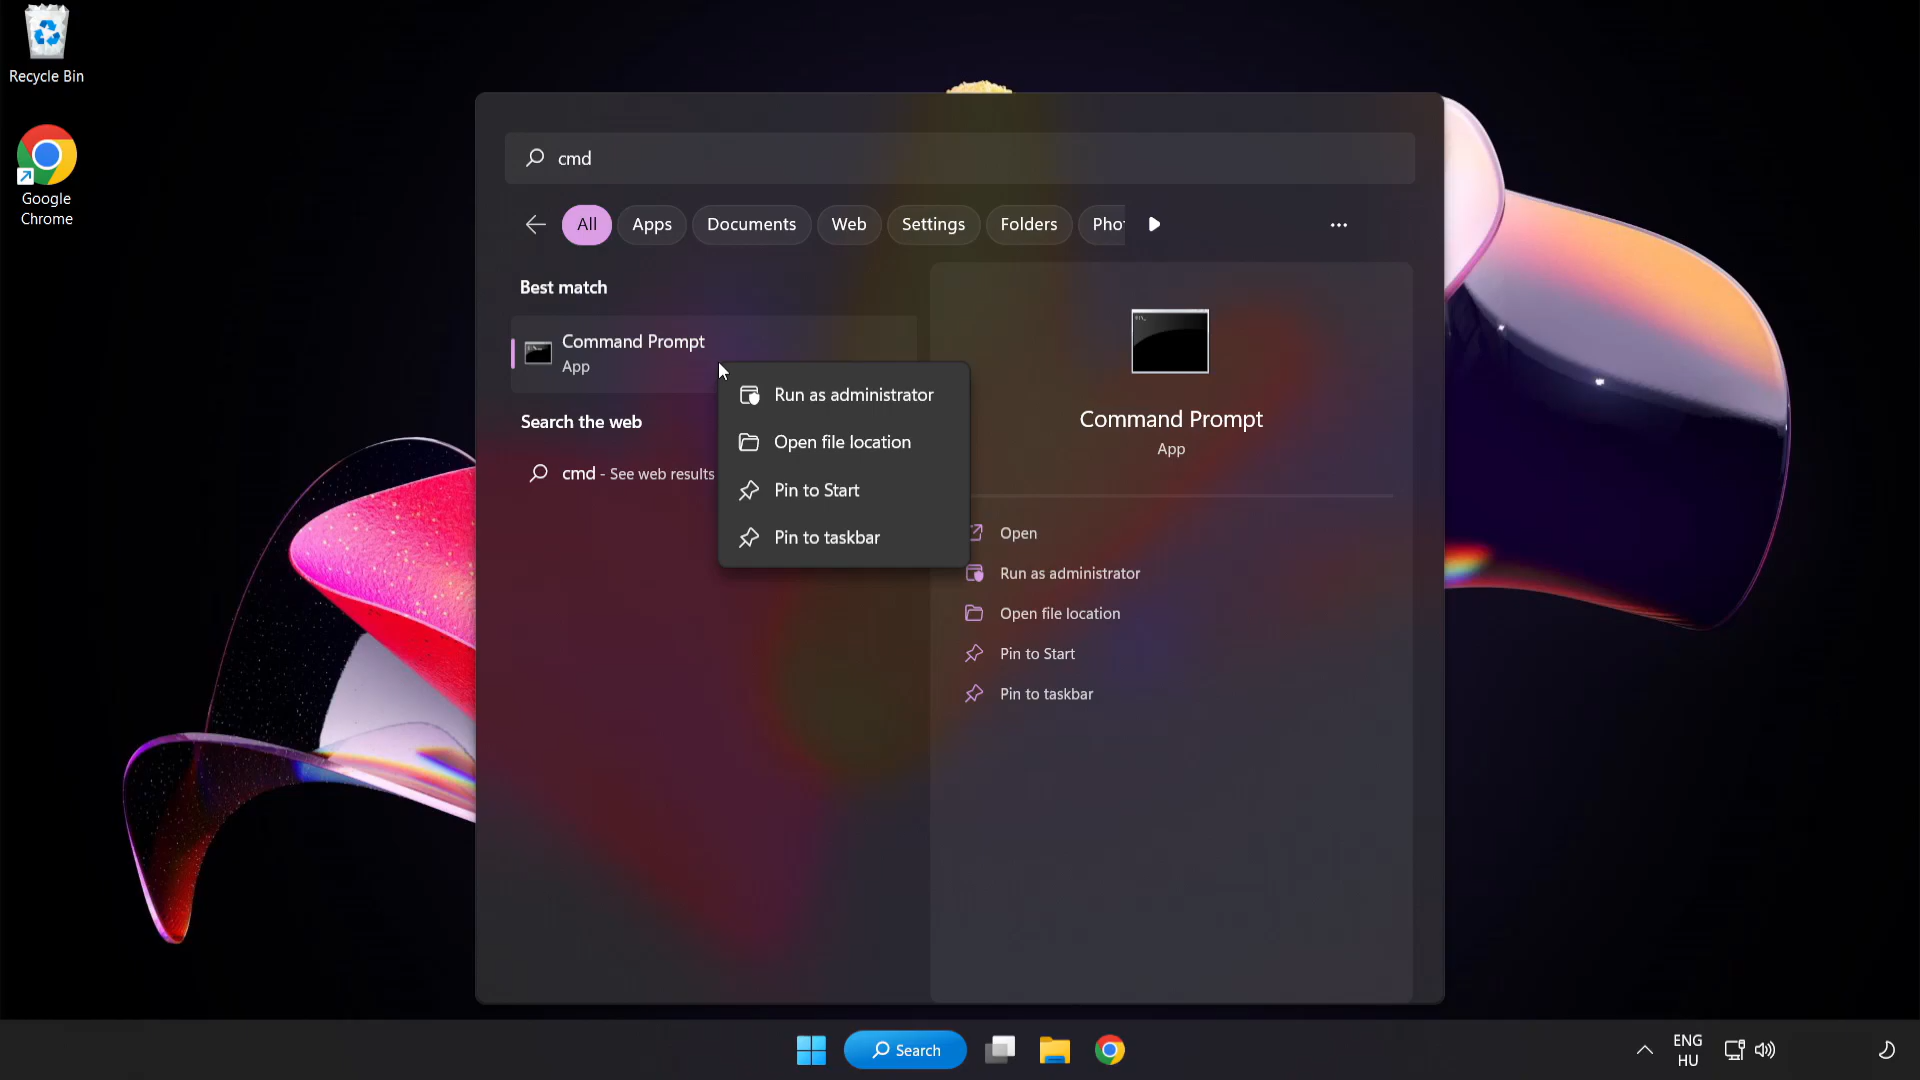 Recycle Bin
Google
Chrome
cmd
All
Apps
Documents
Web
Settings
Folders
Best match
Command Prompt
App
Search the web
cmd - See web results
Run as administrator
Open file location
Pin to Start
Pin to taskbar
Command Prompt
App
Open
Run as administrator
Open file location
Pin to Start
Pin to taskbar
Search
ENG
HU